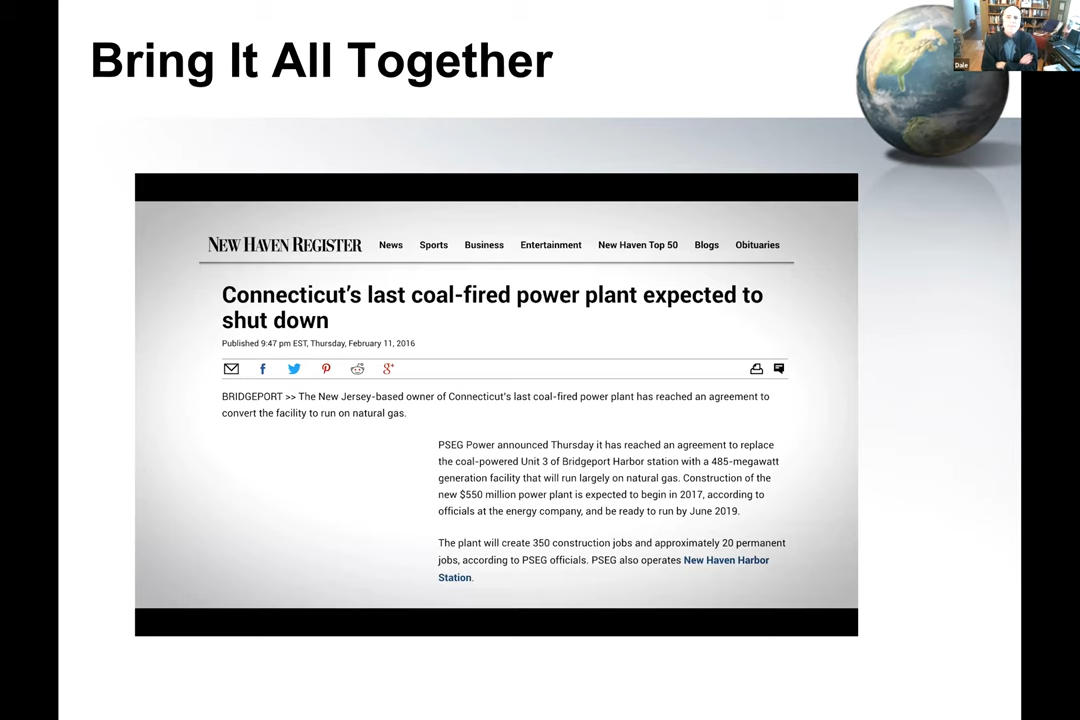 Bring It All Together
Dale
NEW HAVEN REGISTER News Sports Business Entertainment New Haven Top 50 Blogs Obituaries
Connecticut's last coal-fired power plant expected to
shut down
Published 9:47 pm EST, Thursday, February 11, 2016
BRIDGEPORT >> The New Jersey-based owner of Connecticut's last coal-fired power plant has reached an agreement to
convert the facility to run on natural gas.
PSEG Power announced Thursday it has reached an agreement to replace
the coal-powered Unit 3 of Bridgeport Harbor station with a 485-megawatt
generation facility that will run largely on natural gas. Construction of the
new $550 million power plant is expected to begin in 2017, according to
officials at the energy company, and be ready to run by June 2019.
The plant will create 350 construction jobs and approximately 20 permanent
jobs, according to PSEG officials. PSEG also operates New Haven Harbor
Station.